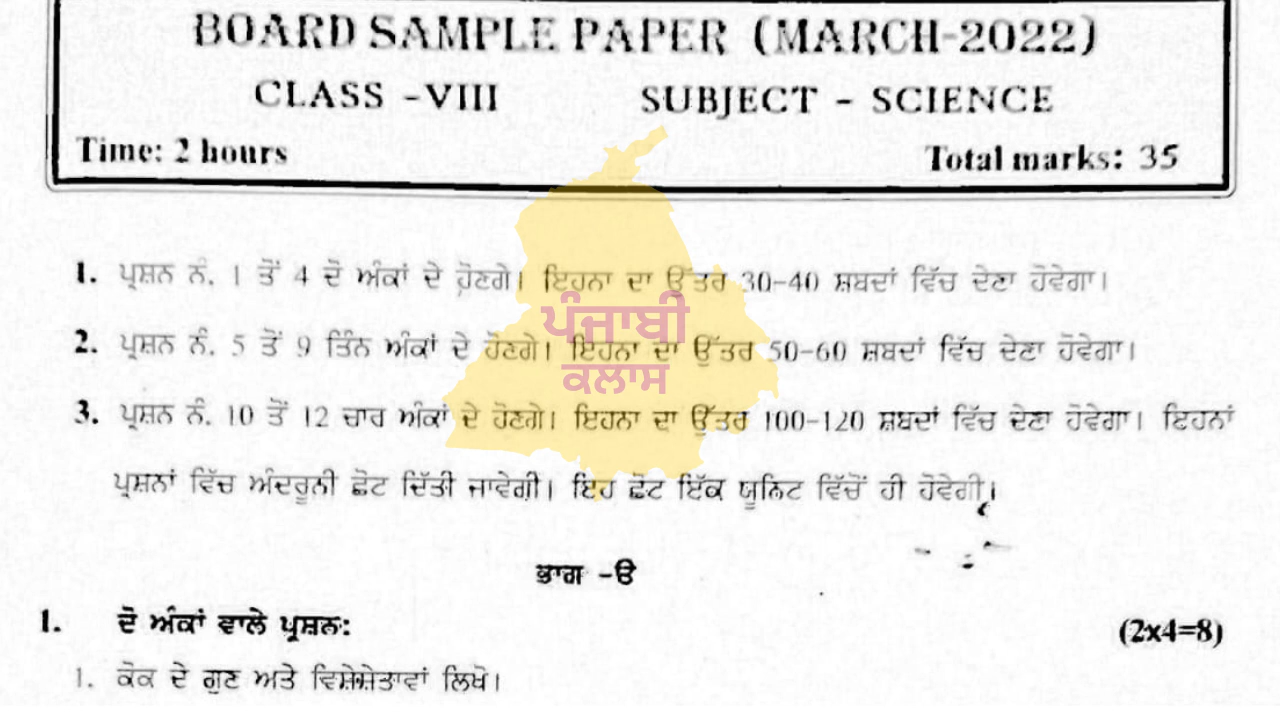 BOARD SAMPLE PAPER (MARCH-2022)
CLASS -VIII SUBJECT - SCIENCE
Time: 2 hours Total marks: 35
1. ਪ੍ਰਸ਼ਨ ਨੰ. 1 ਤੋਂ 4 ਦੋ ਅੰਕਾਂ ਦੇ ਹੋਣਗੇ। ਇਹਨਾ ਦਾ ਉੱਤਰ 30-40 ਸ਼ਬਦਾਂ ਵਿੱਚ ਦੇਣਾ ਹੋਵੇਗਾ।
ਪੰਜਾਬੀ
2. ਪ੍ਰਸ਼ਨ ਨੰ. 5 ਤੋਂ 9 ਤਿੰਨ ਅੰਕਾਂ ਦੇ ਹੋਣਗੇ। ਇਹਨਾ ਦਾ ਉੱਤਰ 50-60 ਸ਼ਬਦਾਂ ਵਿੱਚ ਦੇਣਾ ਹੋਵੇਗਾ।
ਕਲਾਸ
3. ਪ੍ਰਸ਼ਨ ਨੰ. 10 ਤੋਂ 12 ਚਾਰ ਅੰਕਾਂ ਦੇ ਹੋਣਗੇ। ਇਹਨਾ ਦਾ ਉੱਤਰ 100-120 ਸ਼ਬਦਾਂ ਵਿੱਚ ਦੇਣਾ ਹੋਵੇਗਾ। ਇਹਨਾਂ
ਪ੍ਰਸ਼ਨਾਂ ਵਿੱਚ ਅੰਦਰੂਨੀ ਛੋਟ ਦਿੱਤੀ ਜਾਵੇਗੀ। ਇਹ ਛੋਟ ਇੱਕ ਯੂਨਿਟ ਵਿੱਚੋਂ ਹੀ ਹੋਵੇਗੀ।
ਭਾਗ -ੳ
1. ਦੋ ਅੰਕਾਂ ਵਾਲੇ ਪ੍ਰਸ਼ਨ: (2x4=8)
1. ਕੋਕ ਦੇ ਗੁਣ ਅਤੇ ਵਿਸ਼ੇਸ਼ੇਤਾਵਾਂ ਲਿਖੋ।